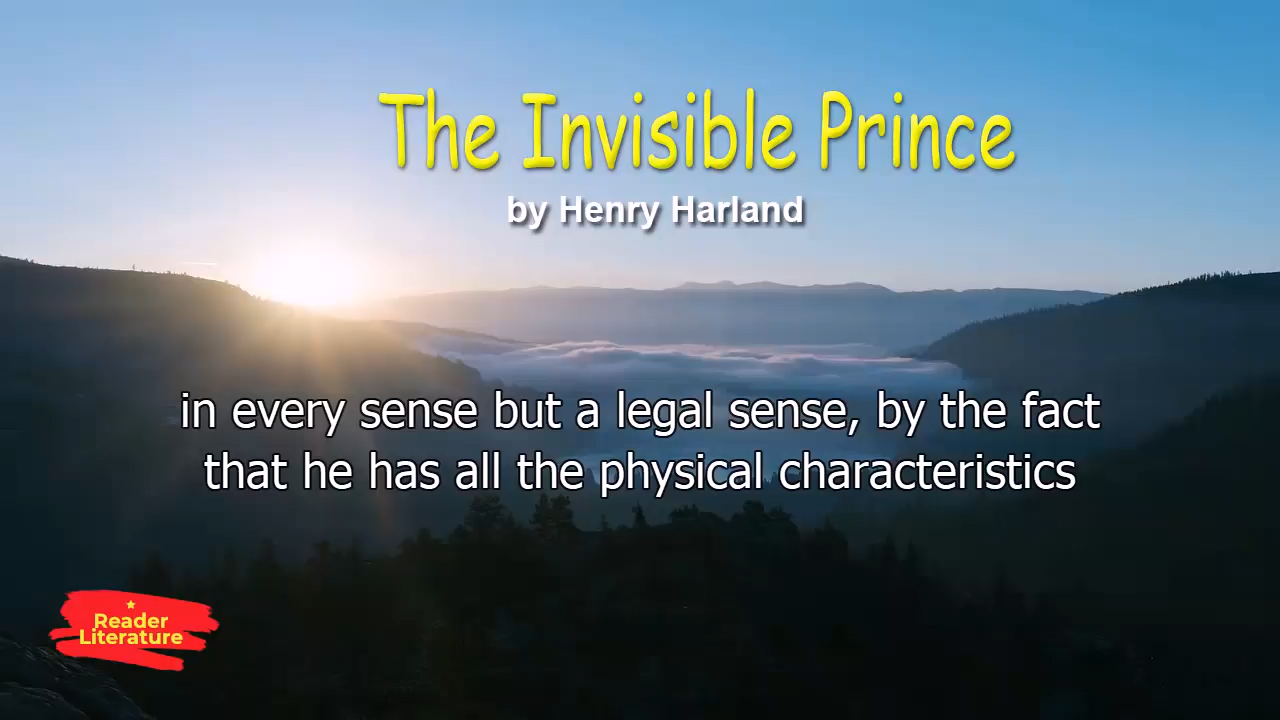 The Invisible Prince
by Henry Harland
in every sense but a legal sense, by the fact
that he has all the physical characteristics
Reader
Literature